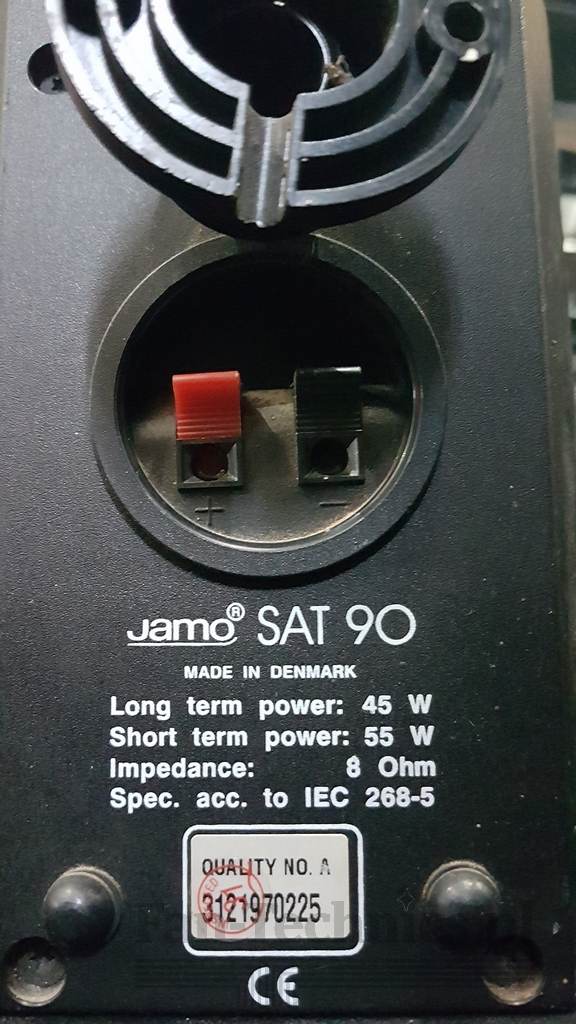 + −
Jamo® SAT 90
MADE IN DENMARK
Long term power: 45 W
Short term power: 55 W
Impedance: 8 Ohm
Spec. acc. to IEC 268-5
QUALITY NO. A
3121970225
CE